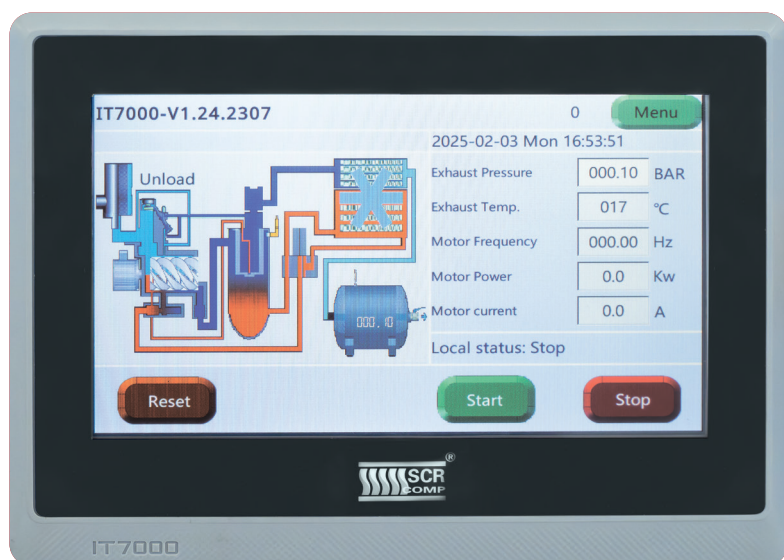 IT7000-V1.24.2307
0
Menu
2025-02-03 Mon 16:53:51
Unload
Exhaust Pressure 000.10 BAR
Exhaust Temp. 017 ℃
Motor Frequency 000.00 Hz
Motor Power 0.0 Kw
Motor current 0.0 A
000.10
Local status: Stop
Reset
Start
Stop
SCR ®
COMP
IT7000